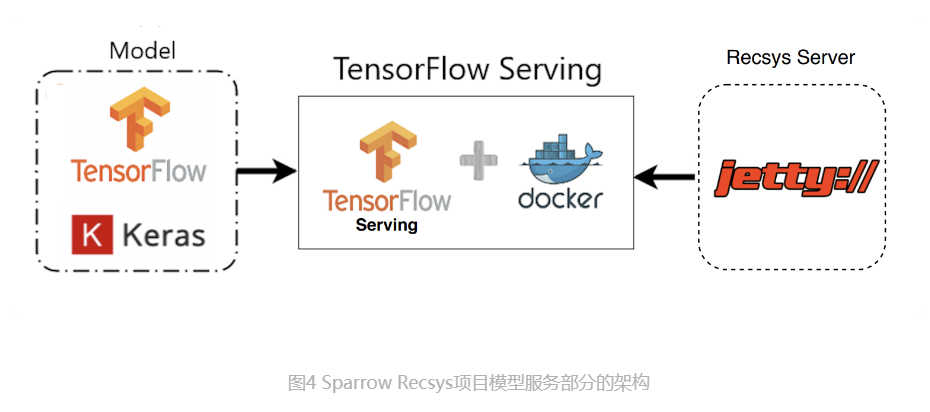 Model
TensorFlow Serving
Recsys Server
TensorFlow
Keras
K
TensorFlow
Serving
docker
jetty://
图4 Sparrow Recsys项目模型服务部分的架构